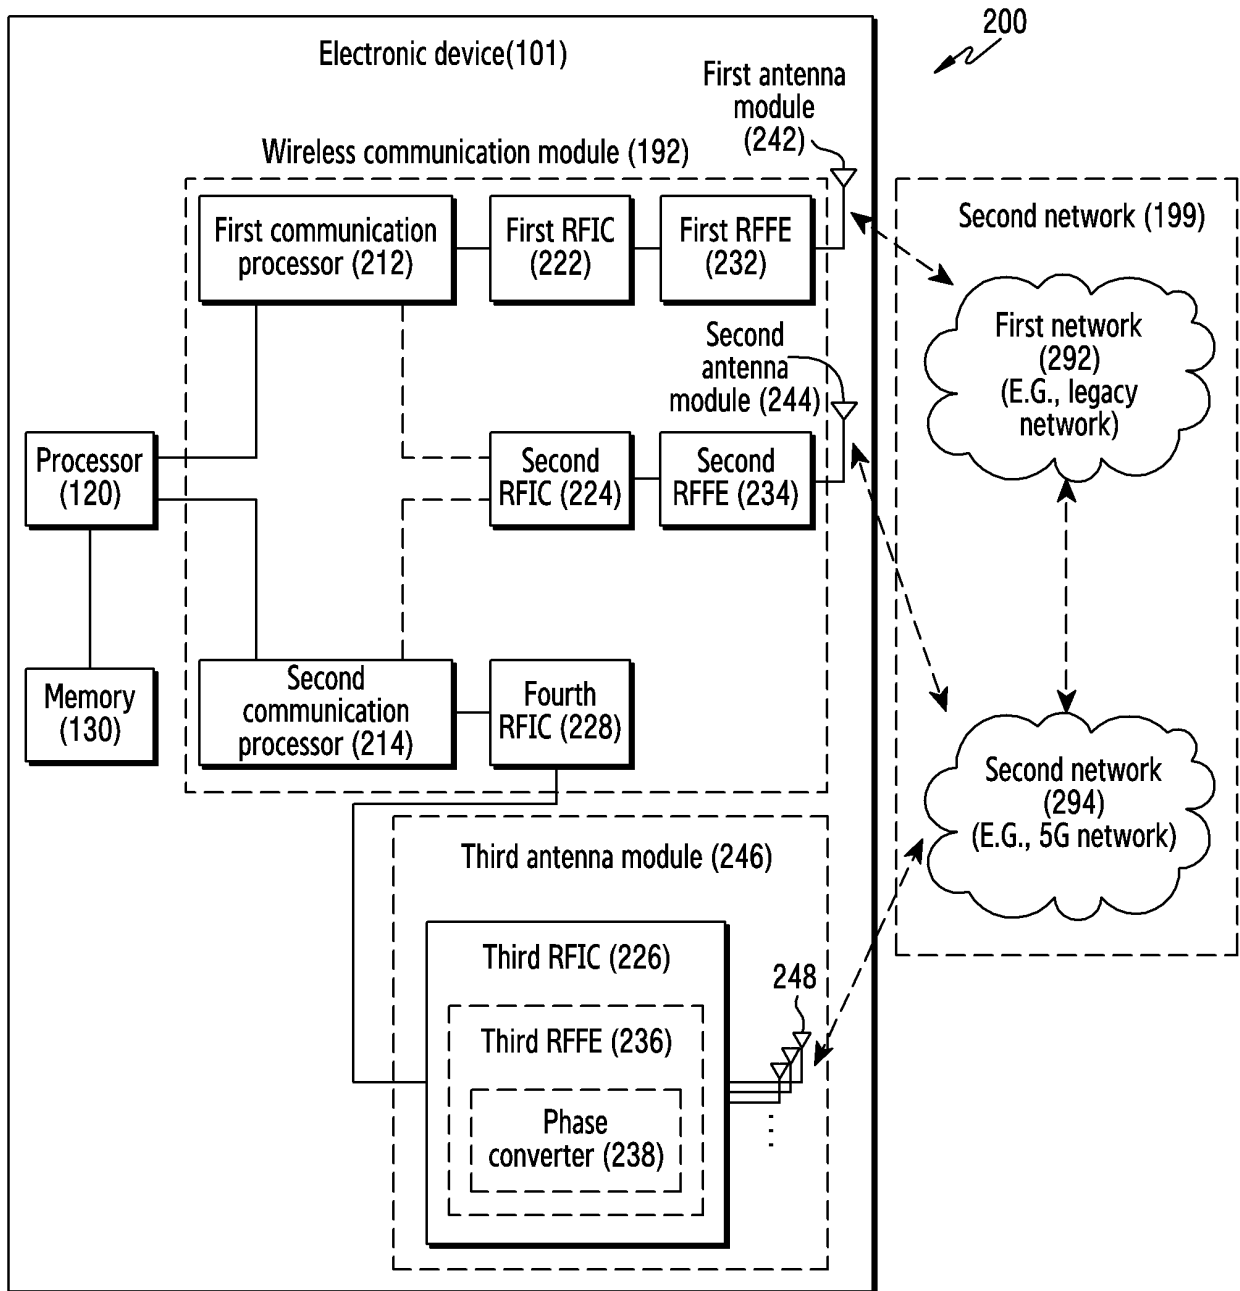 200
Electronic device(101)
First antenna
module
(242)
Wireless communication module (192)
Second network (199)
First communication
processor (212)
First RFIC
(222)
First RFFE
(232)
First network
(292)
(E.G., legacy
network)
Second
antenna
module (244)
Processor
(120)
Second
RFIC (224)
Second
RFFE (234)
Memory
(130)
Second
communication
processor (214)
Fourth
RFIC (228)
Second network
(294)
(E.G., 5G network)
Third antenna module (246)
Third RFIC (226)
248
Third RFFE (236)
Phase
converter (238)